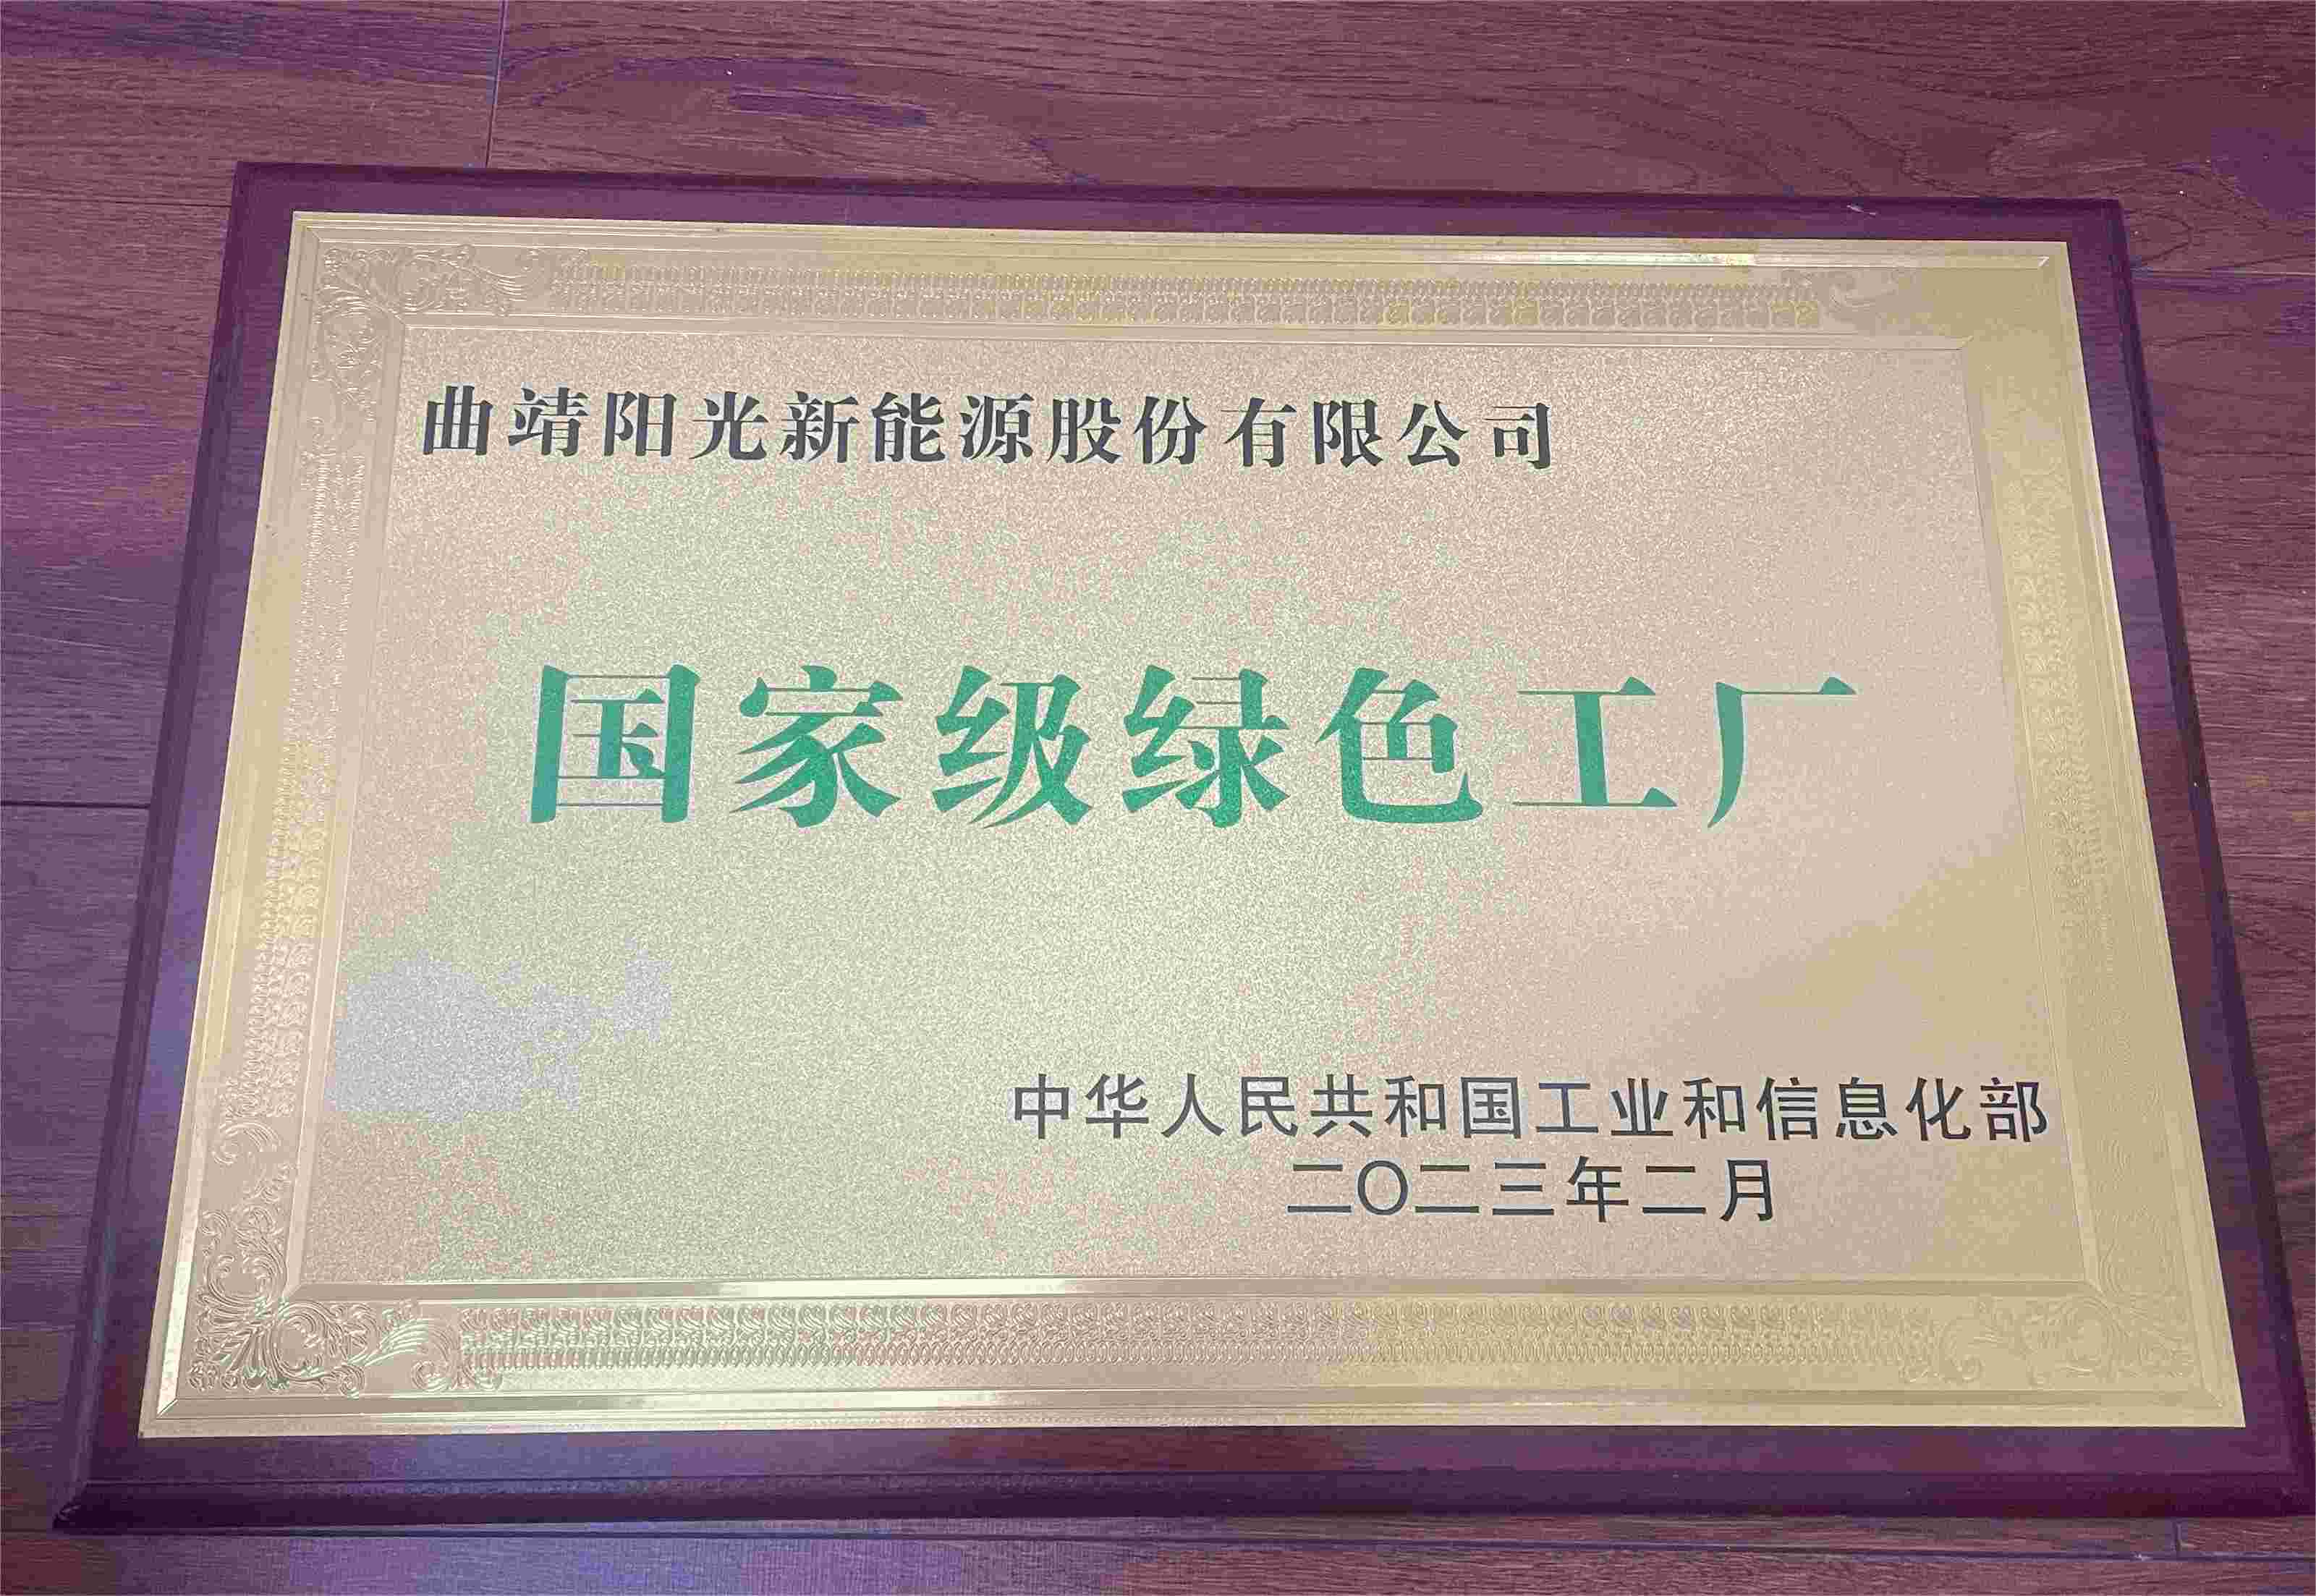 曲靖阳光新能源股份有限公司
国家级绿色工厂
中华人民共和国工业和信息化部
二〇二三年二月